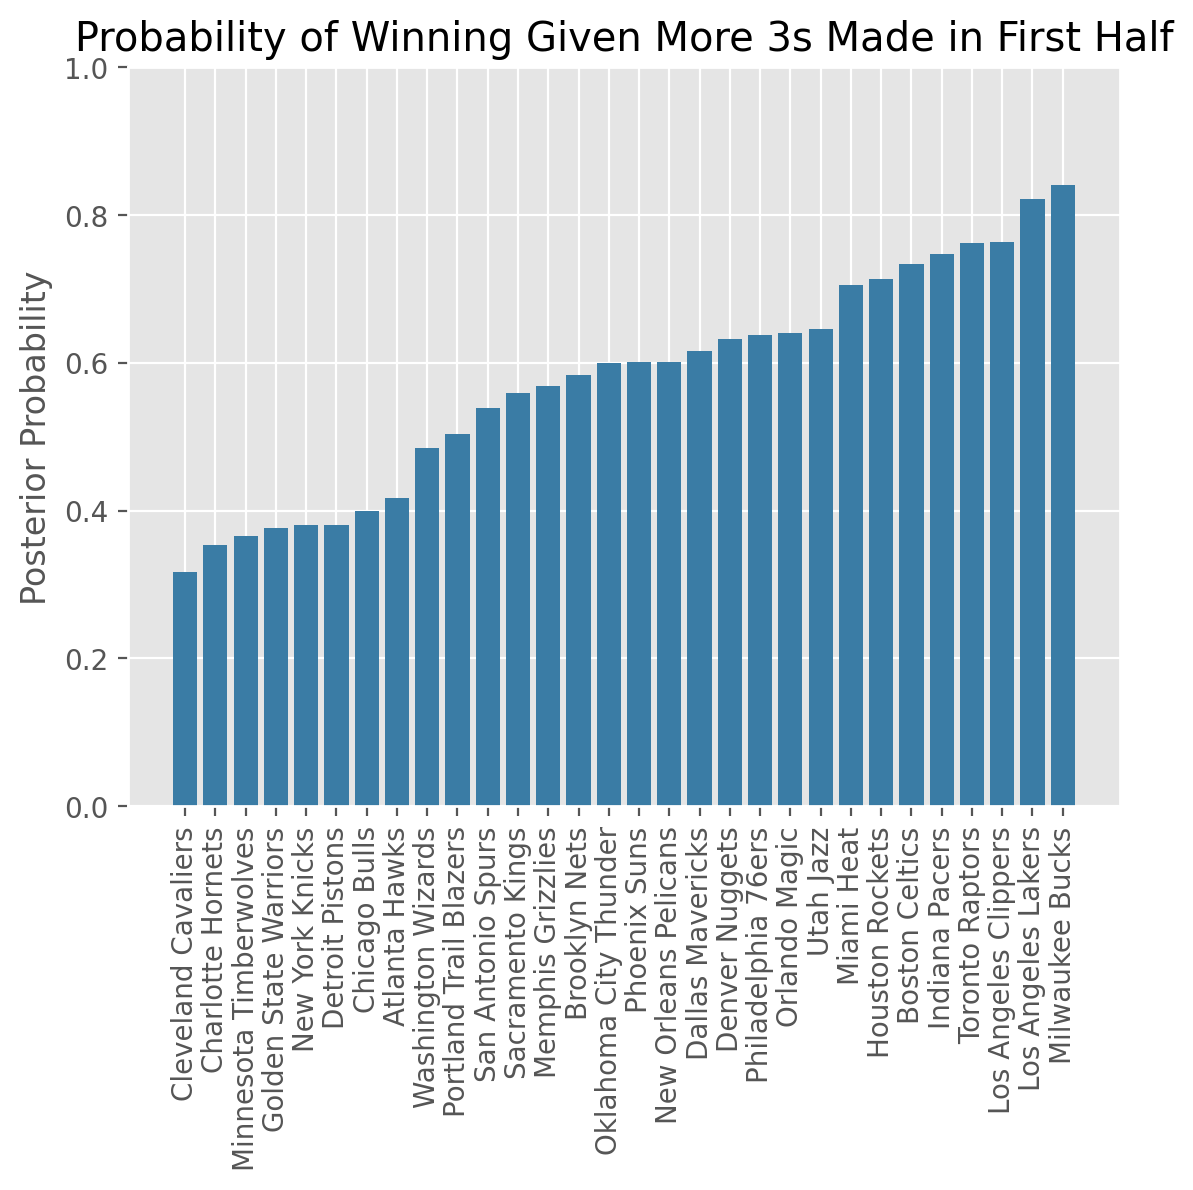 Probability of Winning Given More 3s Made in First Half
Posterior Probability
1.0
0.8
0.6
0.4
0.2
0.0
Cleveland Cavaliers
Charlotte Hornets
Minnesota Timberwolves
Golden State Warriors
New York Knicks
Detroit Pistons
Chicago Bulls
Atlanta Hawks
Washington Wizards
Portland Trail Blazers
San Antonio Spurs
Sacramento Kings
Memphis Grizzlies
Brooklyn Nets
Oklahoma City Thunder
Phoenix Suns
New Orleans Pelicans
Dallas Mavericks
Denver Nuggets
Philadelphia 76ers
Orlando Magic
Utah Jazz
Miami Heat
Houston Rockets
Boston Celtics
Indiana Pacers
Toronto Raptors
Los Angeles Clippers
Los Angeles Lakers
Milwaukee Bucks